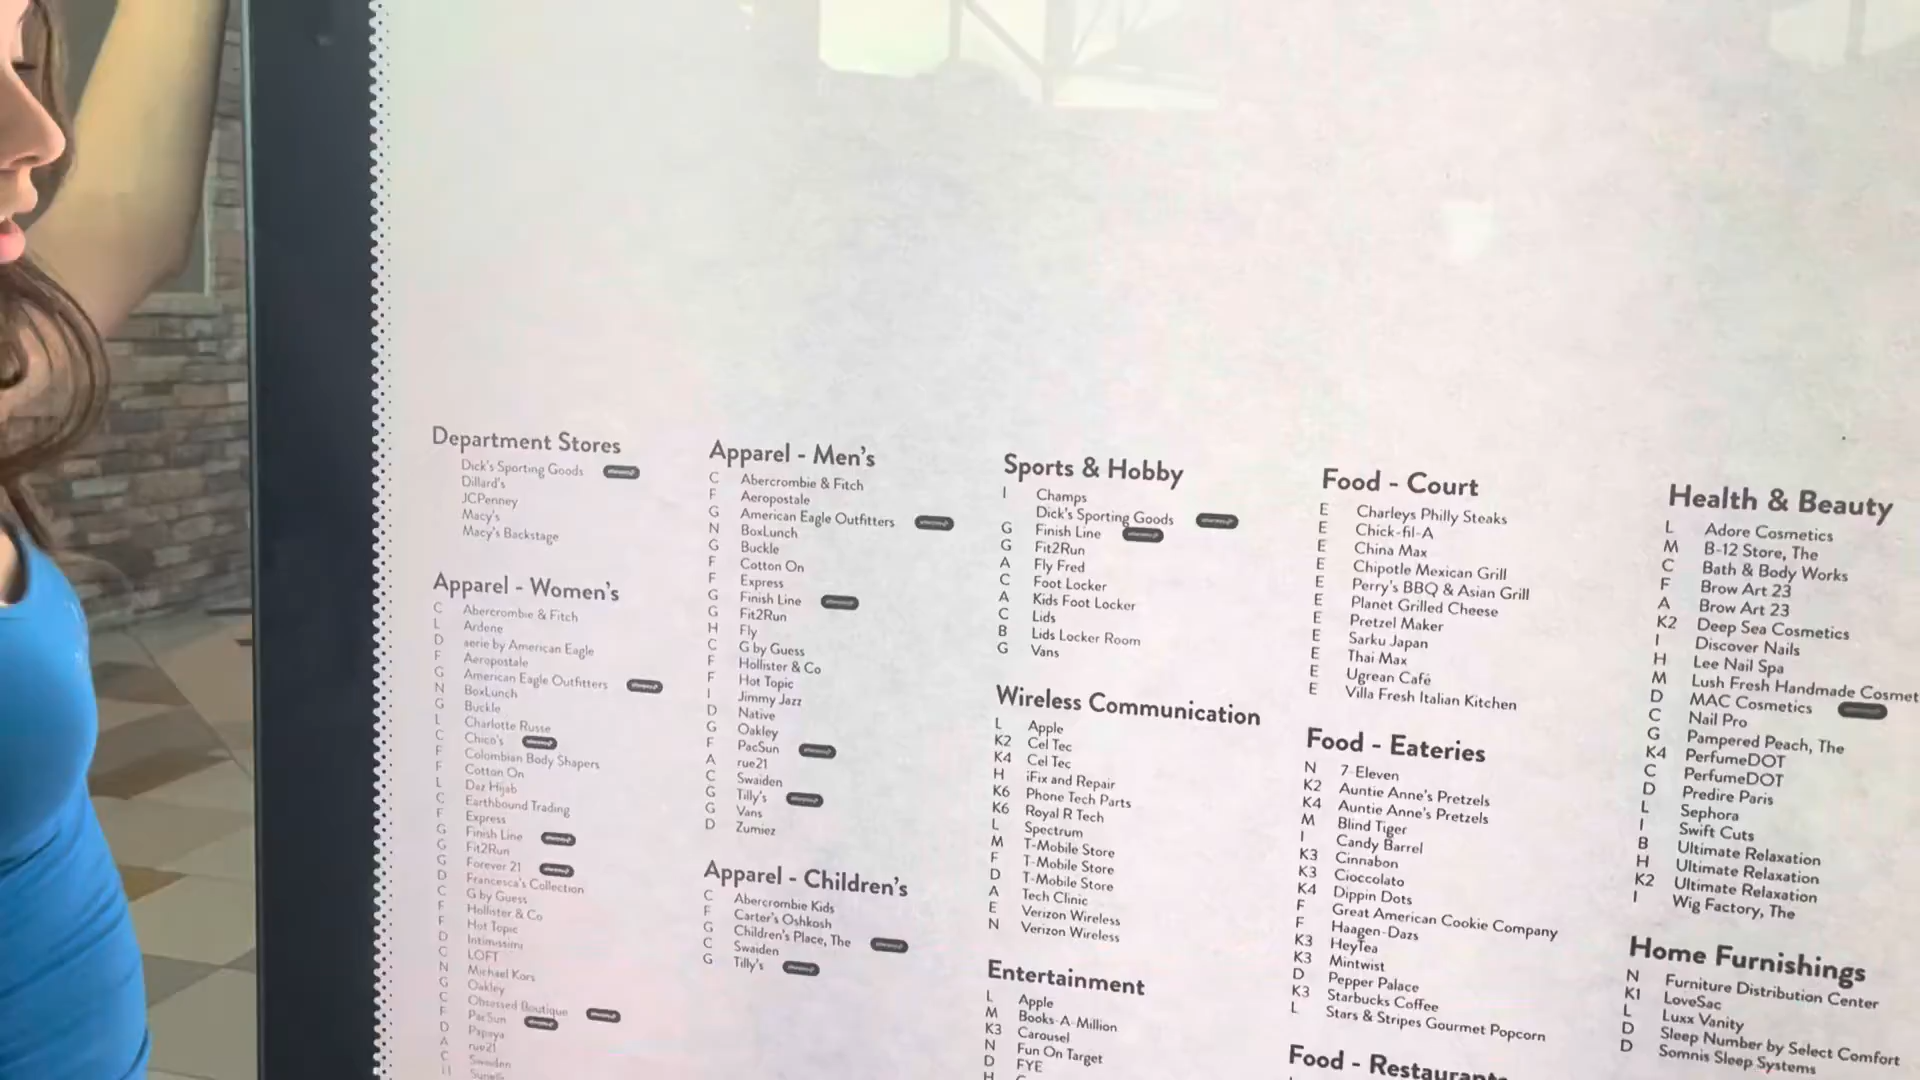 Department Stores
Dick's Sporting Goods
Dillard's
JCPenney
Macy's
Macy's Backstage
Apparel - Women's
C Abercrombie & Fitch
L Ardene
D aerie by American Eagle
F Aeropostale
G American Eagle Outfitters
N BoxLunch
G Buckle
L Charlotte Russe
C Chico's
F Colombian Body Shapers
F Cotton On
L Daz Hijab
C Earthbound Trading
F Express
G Finish Line
G Fit2Run
G Forever 21
D Francesca's Collection
C G by Guess
F Hollister & Co
F Hot Topic
D Intimissimi
C LOFT
N Michael Kors
G Oakley
C Obsessed Boutique
F PacSun
D Papaya
A rue21
C Swaiden
Apparel - Men's
C Abercrombie & Fitch
F Aeropostale
G American Eagle Outfitters
N BoxLunch
G Buckle
F Cotton On
F Express
G Finish Line
G Fit2Run
H Fly
C G by Guess
F Hollister & Co
F Hot Topic
I Jimmy Jazz
D Native
G Oakley
F PacSun
A rue21
C Swaiden
G Tilly's
G Vans
D Zumiez
Apparel - Children's
C Abercrombie Kids
F Carter's Oshkosh
G Children's Place, The
C Swaiden
G Tilly's
Sports & Hobby
I Champs
Dick's Sporting Goods
G Finish Line
G Fit2Run
A Fly Fred
C Foot Locker
A Kids Foot Locker
C Lids
B Lids Locker Room
G Vans
Wireless Communication
L Apple
K2 Cel Tec
K4 Cel Tec
H iFix and Repair
K6 Phone Tech Parts
K6 Royal R Tech
L Spectrum
M T-Mobile Store
F T-Mobile Store
D T-Mobile Store
A Tech Clinic
E Verizon Wireless
N Verizon Wireless
Entertainment
L Apple
M Books-A-Million
K3 Carousel
N Fun On Target
D FYE
H
Food - Court
E Charleys Philly Steaks
E Chick-fil-A
E China Max
E Chipotle Mexican Grill
E Perry's BBQ & Asian Grill
E Planet Grilled Cheese
E Pretzel Maker
E Sarku Japan
E Thai Max
E Ugrean Café
E Villa Fresh Italian Kitchen
Food - Eateries
N 7-Eleven
K2 Auntie Anne's Pretzels
K4 Auntie Anne's Pretzels
M Blind Tiger
I Candy Barrel
K3 Cinnabon
K3 Cioccolato
K4 Dippin Dots
F Great American Cookie Company
F Haagen-Dazs
K3 HeyTea
K3 Mintwist
D Pepper Palace
K3 Starbucks Coffee
L Stars & Stripes Gourmet Popcorn
Food - Restaurants
Health & Beauty
L Adore Cosmetics
M B-12 Store, The
C Bath & Body Works
F Brow Art 23
A Brow Art 23
K2 Deep Sea Cosmetics
I Discover Nails
H Lee Nail Spa
M Lush Fresh Handmade Cosmet
D MAC Cosmetics
C Nail Pro
G Pampered Peach, The
K4 PerfumeDOT
C PerfumeDOT
D Predire Paris
L Sephora
I Swift Cuts
B Ultimate Relaxation
H Ultimate Relaxation
K2 Ultimate Relaxation
I Wig Factory, The
Home Furnishings
N Furniture Distribution Center
K1 LoveSac
L Luxx Vanity
D Sleep Number by Select Comfort
D Somnis Sleep Systems